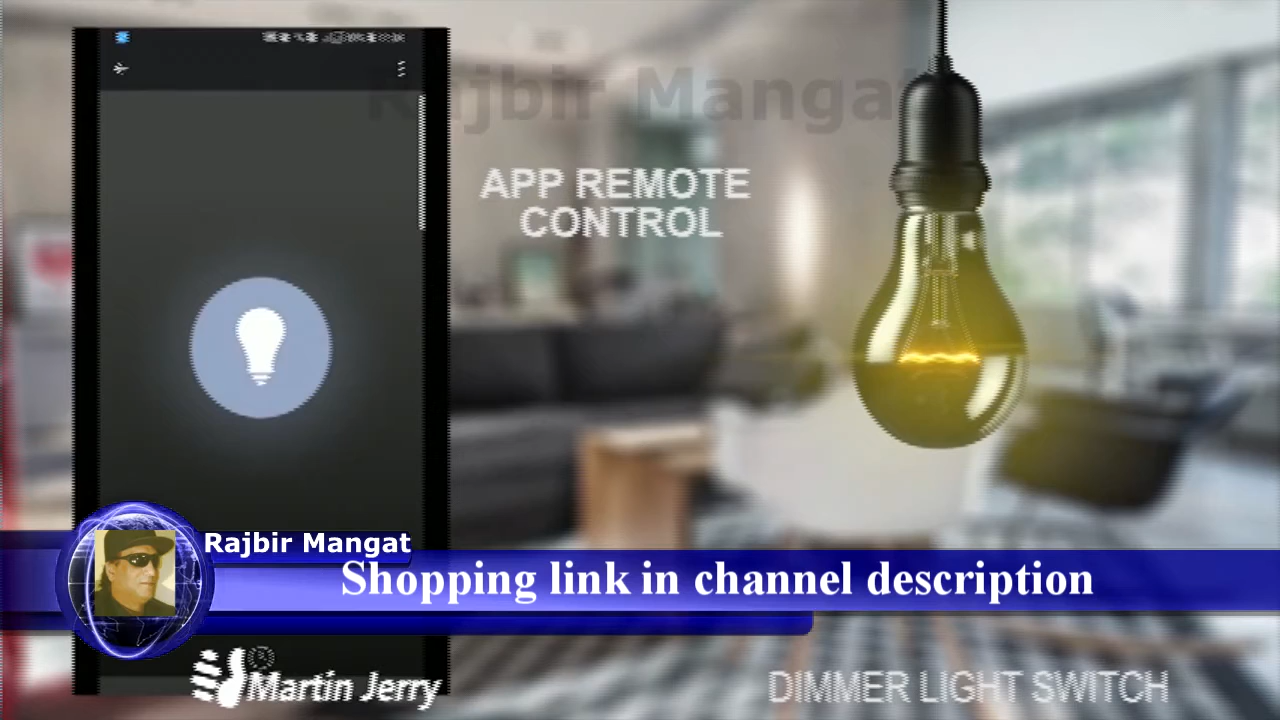 Rajbir Mangat
APP REMOTE
CONTROL
Rajbir Mangat
Shopping link in channel description
Martin Jerry
DIMMER LIGHT SWITCH